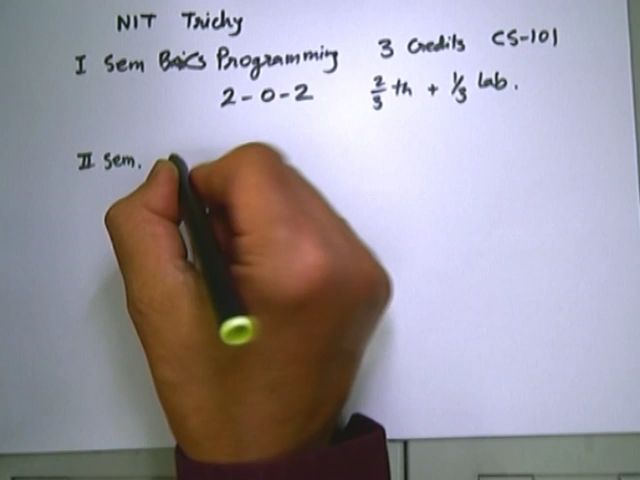 NIT Trichy
I Sem Basics Programming 3 Credits CS-101
2-0-2 2/3 th + 1/3 lab.
II Sem.